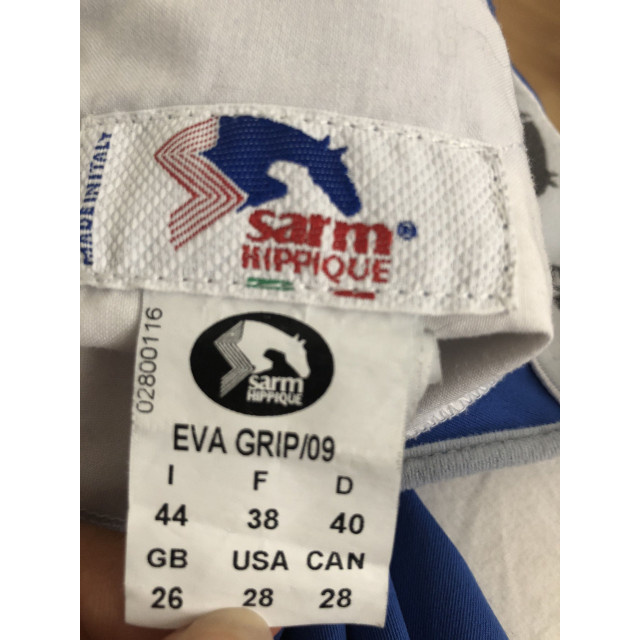 MADE IN ITALY
sarm®
HIPPIQUE
02800116
sarm
HIPPIQUE
EVA GRIP/09
I F D
44 38 40
GB USA CAN
26 28 28